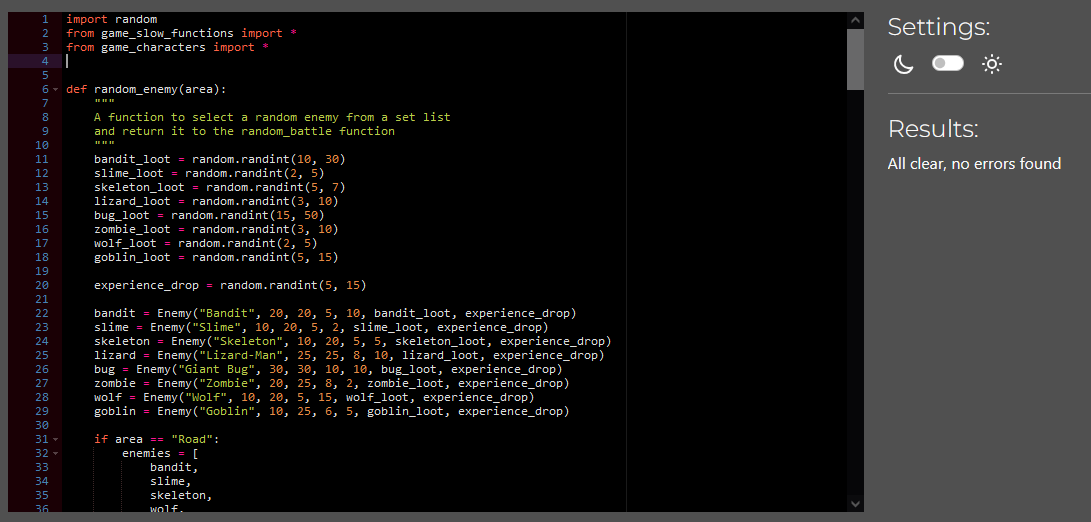 1 import random
2 from game_slow_functions import *
3 from game_characters import *
4
5
6 def random_enemy(area):
7     """
8     A function to select a random enemy from a set list
9     and return it to the random_battle function
10     """
11     bandit_loot = random.randint(10, 30)
12     slime_loot = random.randint(2, 5)
13     skeleton_loot = random.randint(5, 7)
14     lizard_loot = random.randint(3, 10)
15     bug_loot = random.randint(15, 50)
16     zombie_loot = random.randint(3, 10)
17     wolf_loot = random.randint(2, 5)
18     goblin_loot = random.randint(5, 15)
19
20     experience_drop = random.randint(5, 15)
21
22     bandit = Enemy("Bandit", 20, 20, 5, 10, bandit_loot, experience_drop)
23     slime = Enemy("Slime", 10, 20, 5, 2, slime_loot, experience_drop)
24     skeleton = Enemy("Skeleton", 10, 20, 5, 5, skeleton_loot, experience_drop)
25     lizard = Enemy("Lizard-Man", 25, 25, 8, 10, lizard_loot, experience_drop)
26     bug = Enemy("Giant Bug", 30, 30, 10, 10, bug_loot, experience_drop)
27     zombie = Enemy("Zombie", 20, 25, 8, 2, zombie_loot, experience_drop)
28     wolf = Enemy("Wolf", 10, 20, 5, 15, wolf_loot, experience_drop)
29     goblin = Enemy("Goblin", 10, 25, 6, 5, goblin_loot, experience_drop)
30
31     if area == "Road":
32         enemies = [
33             bandit,
34             slime,
35             skeleton,
36             wolf,
Settings:
Results:
All clear, no errors found